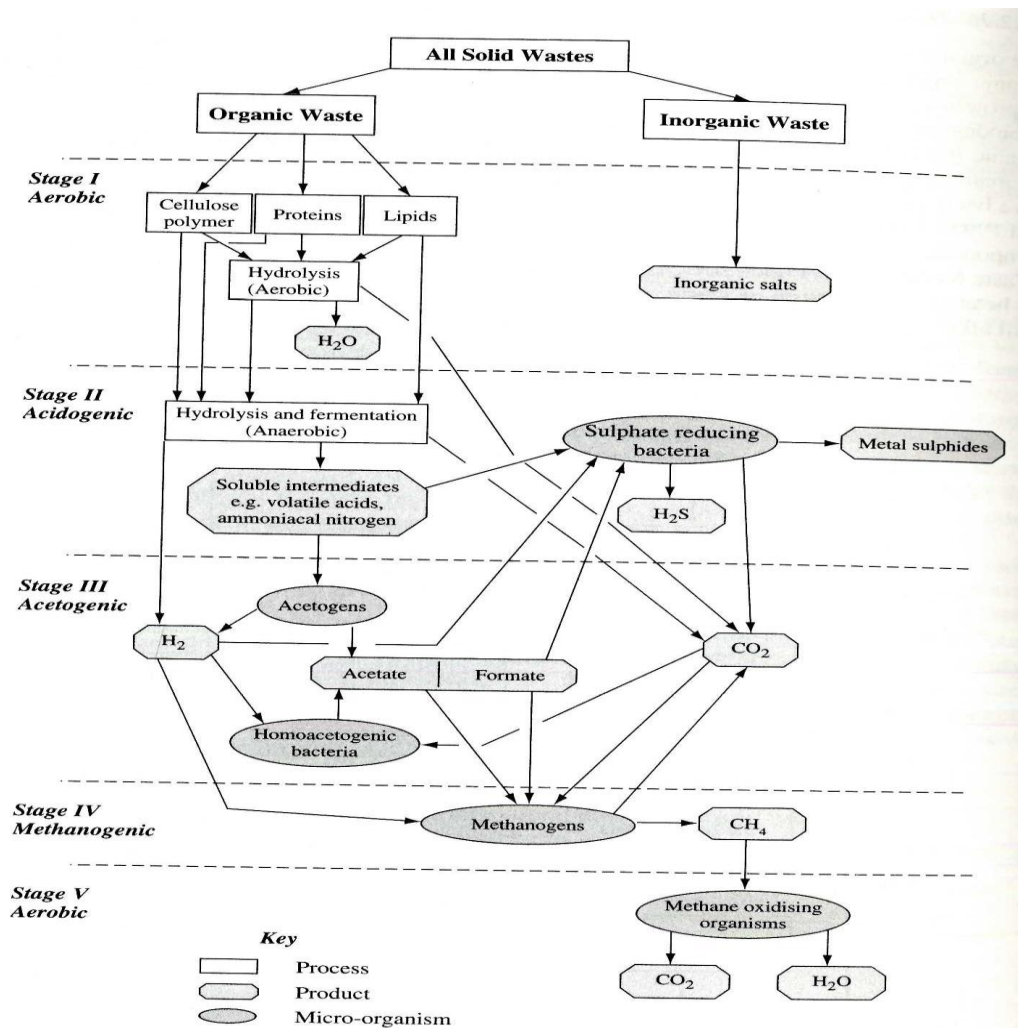 All Solid Wastes
Organic Waste
Inorganic Waste
Stage I
Aerobic
Cellulose
polymer
Proteins
Lipids
Hydrolysis
(Aerobic)
Inorganic salts
H₂O
Stage II
Acidogenic
Hydrolysis and fermentation
(Anaerobic)
Sulphate reducing
bacteria
Metal sulphides
Soluble intermediates
e.g. volatile acids,
ammoniacal nitrogen
H₂S
Stage III
Acetogenic
Acetogens
H₂
CO₂
Acetate | Formate
Homoacetogenic
bacteria
Stage IV
Methanogenic
Methanogens
CH₄
Stage V
Aerobic
Methane oxidising
organisms
CO₂
H₂O
Key
Process
Product
Micro-organism